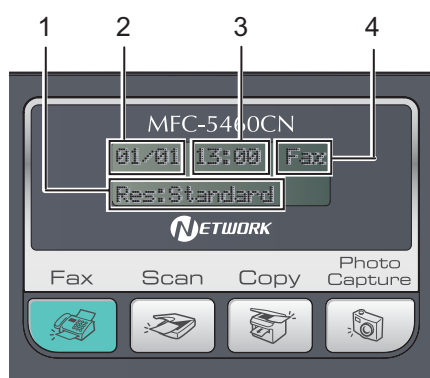 1 2 3 4
MFC-5460CN
01/01 13:00 Fax
Res:Standard
NETWORK
Fax Scan Copy Photo Capture